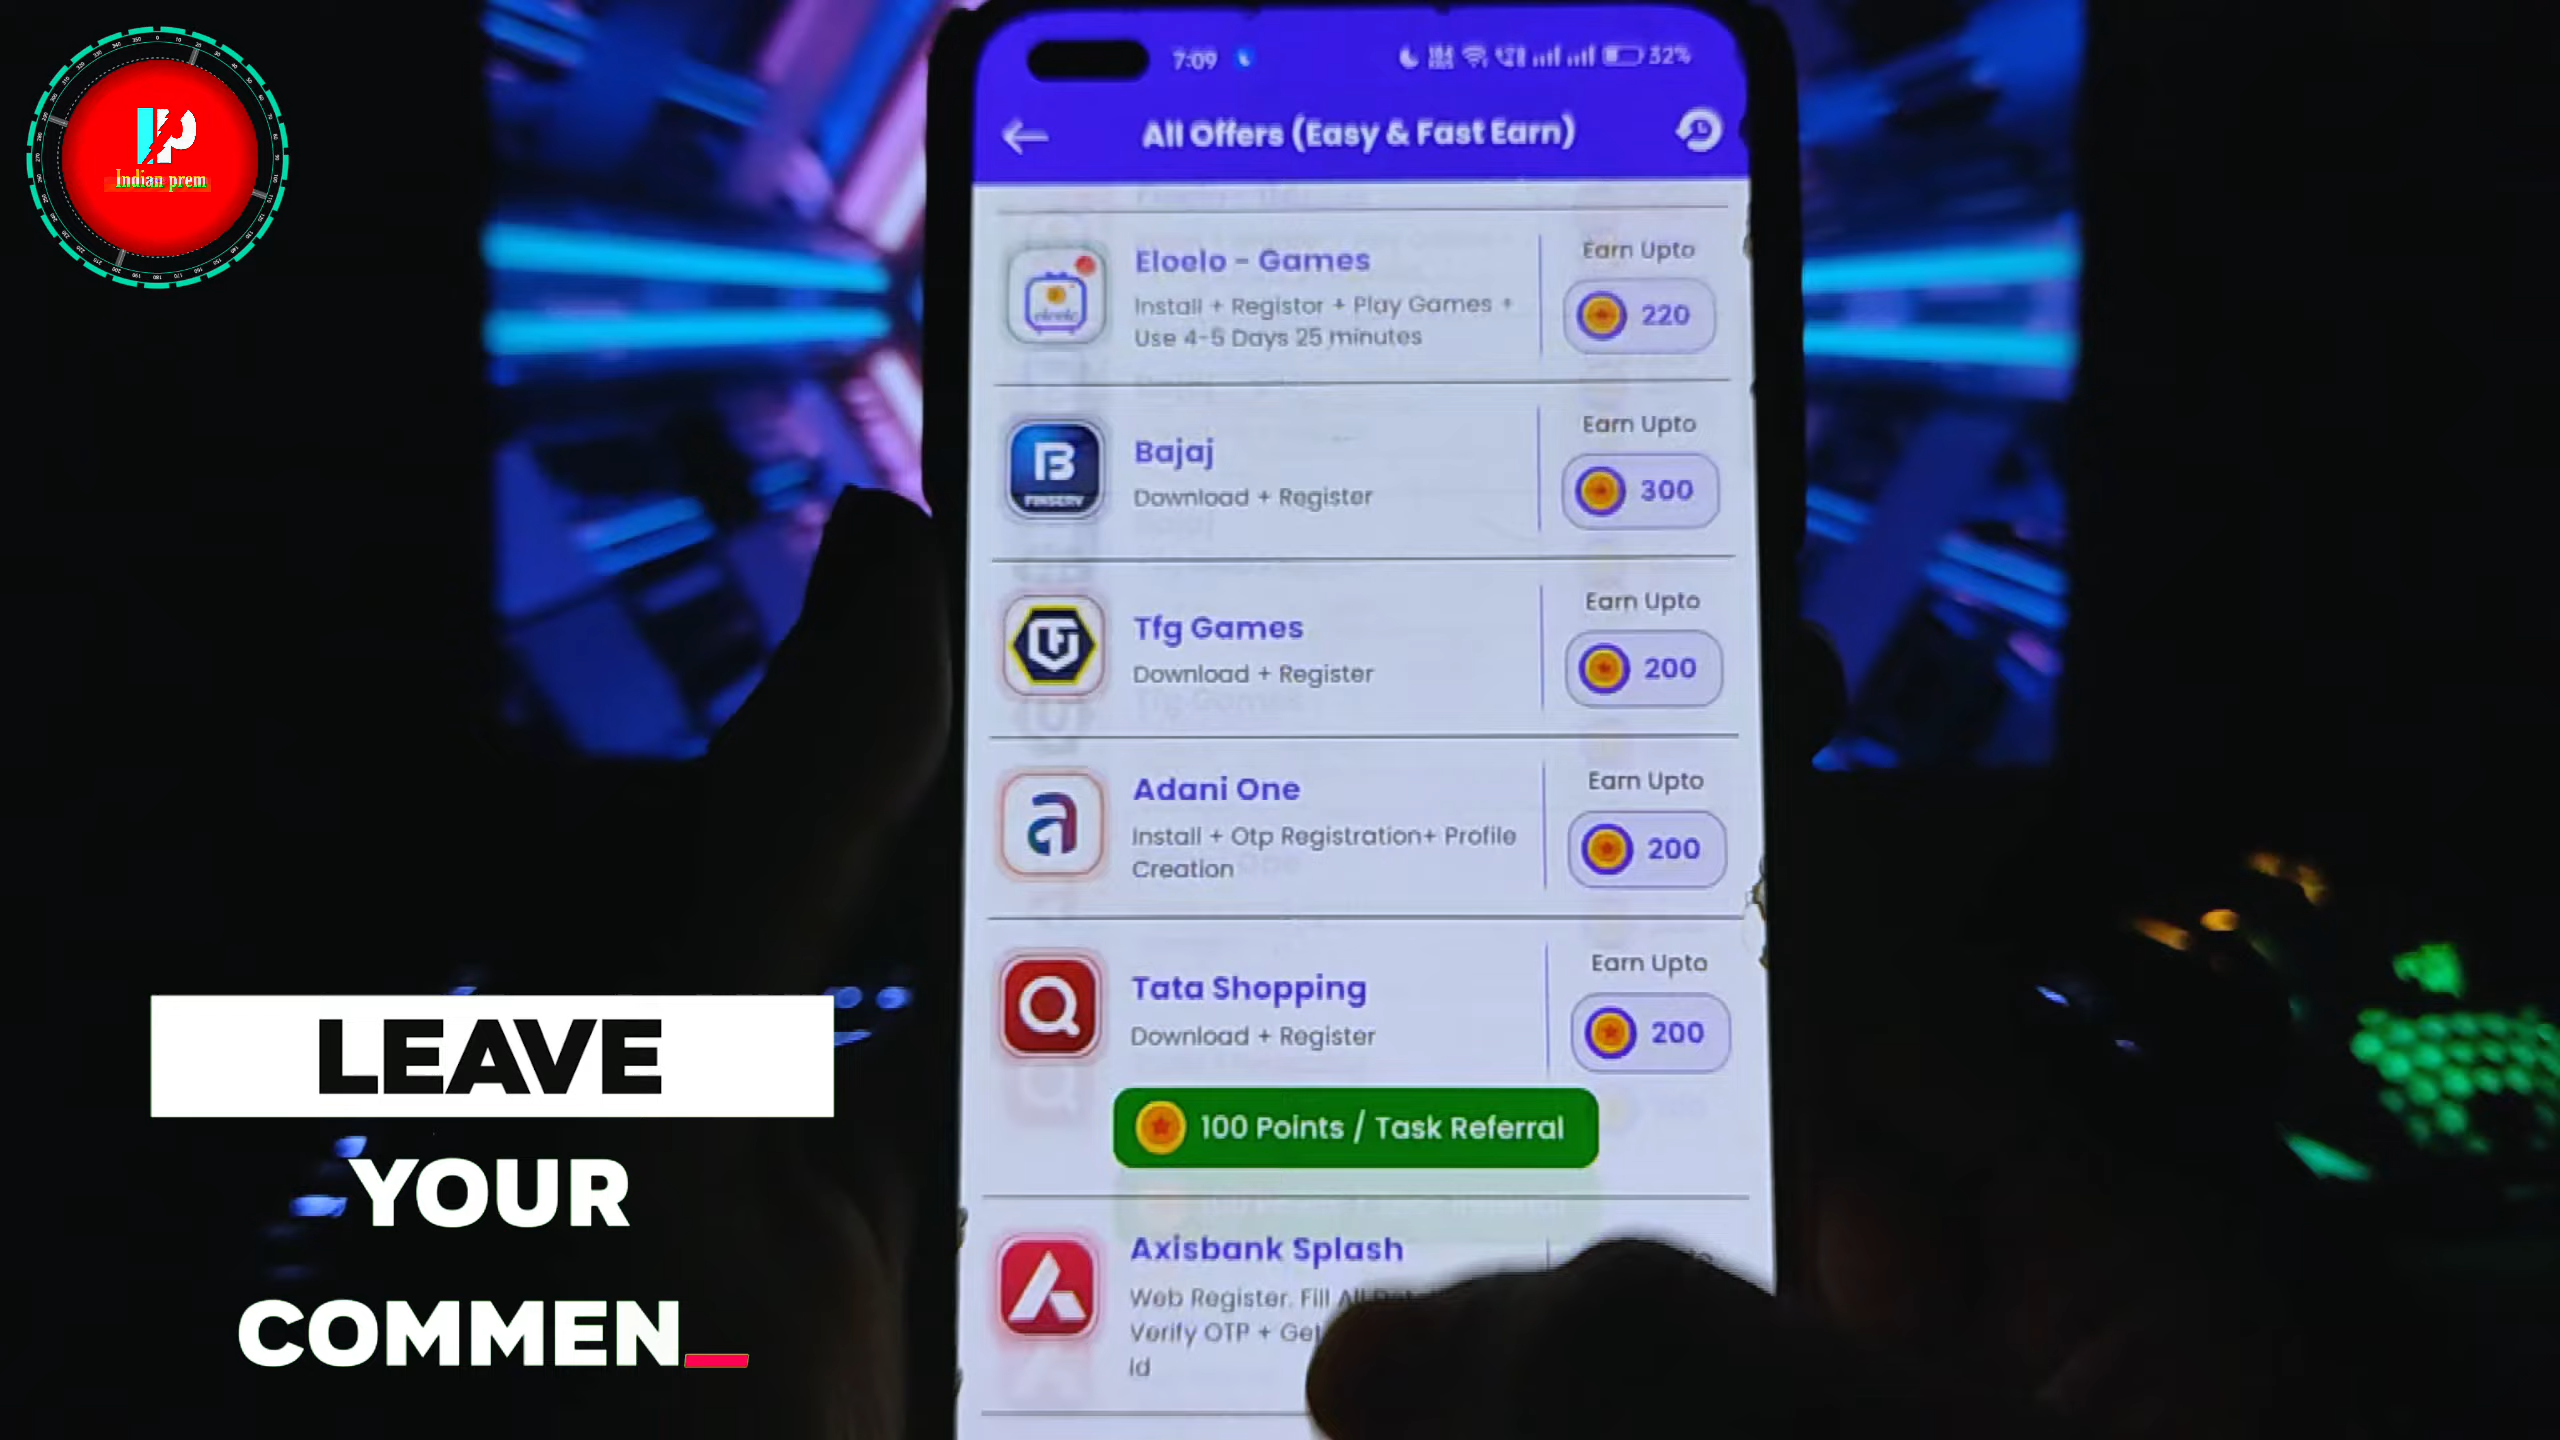 Indian prem
7:09
32%
All Offers (Easy & Fast Earn)
Eloelo - Games
Install + Registor + Play Games +
Use 4-5 Days 25 minutes
Earn Upto
220
Bajaj
Download + Register
Earn Upto
300
Tfg Games
Download + Register
Earn Upto
200
Adani One
Install + Otp Registration+ Profile
Creation
Earn Upto
200
Tata Shopping
Download + Register
Earn Upto
200
100 Points / Task Referral
Axisbank Splash
Web Register. Fill All
Verify OTP + Get
id
LEAVE
YOUR
COMMEN